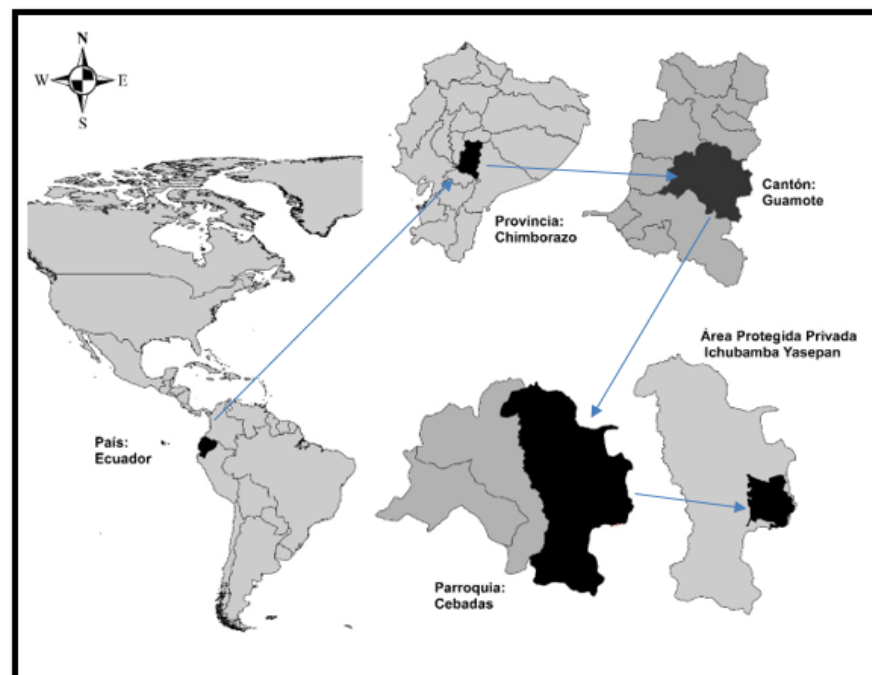 N
W E
S
Provincia:
Chimborazo
Cantón:
Guamote
País:
Ecuador
Área Protegida Privada
Ichubamba Yasepan
Parroquia:
Cebadas